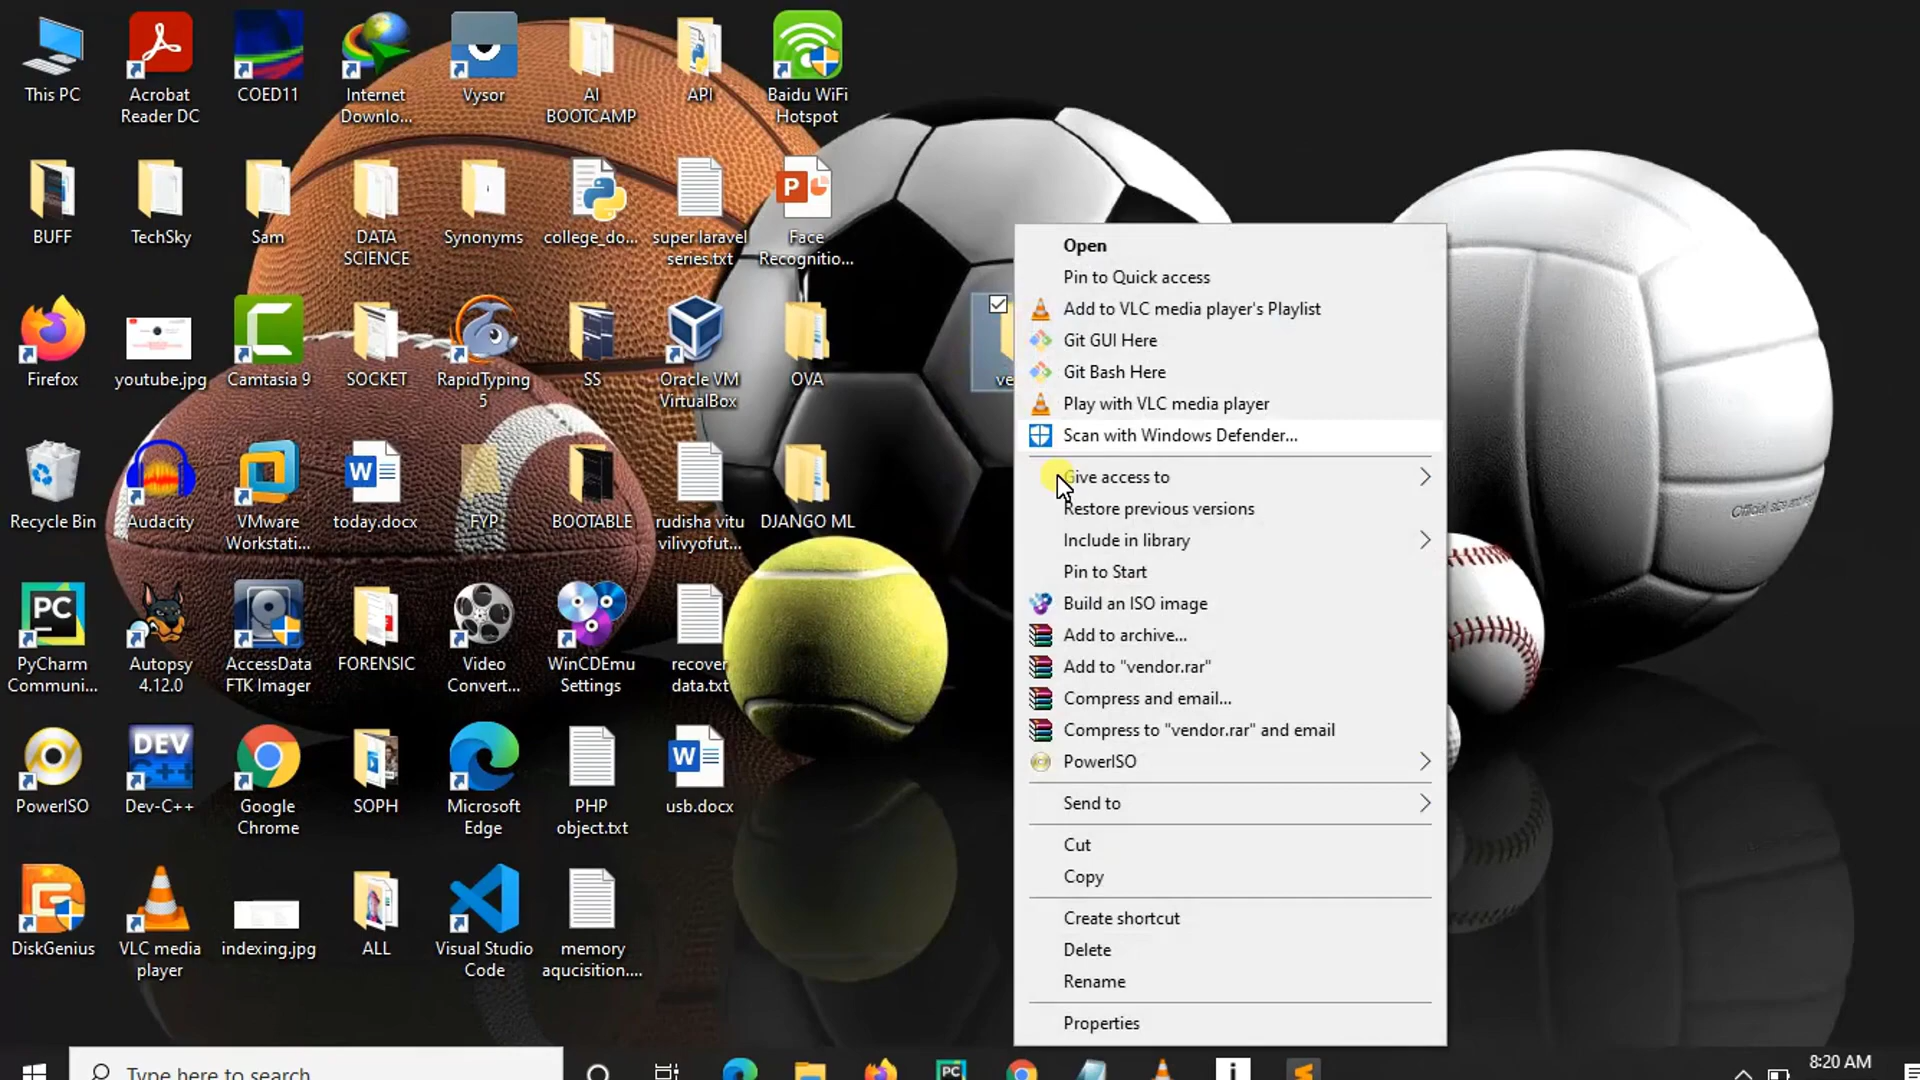 This PC
Acrobat
Reader DC
COED11
Internet
Downlo...
Vysor
AI
BOOTCAMP
API
Baidu WiFi
Hotspot
BUFF
TechSky
Sam
DATA
SCIENCE
Synonyms
college_do...
super laravel
series.txt
P
Face
Recognitio...
Firefox
youtube.jpg
Camtasia 9
SOCKET
RapidTyping
5
SS
Oracle VM
VirtualBox
OVA
ve
Recycle Bin
Audacity
VMware
Workstati...
W
today.docx
FYP
BOOTABLE
rudisha vitu
vilivyofut...
DJANGO ML
PC
PyCharm
Communi...
Autopsy
4.12.0
AccessData
FTK Imager
FORENSIC
Video
Convert...
WinCDEmu
Settings
recover
data.txt
PowerISO
DEV
C++
Dev-C++
Google
Chrome
SOPH
Microsoft
Edge
PHP
object.txt
W
usb.docx
DiskGenius
VLC media
player
indexing.jpg
ALL
Visual Studio
Code
memory
aqucisition....
Open
Pin to Quick access
Add to VLC media player's Playlist
Git GUI Here
Git Bash Here
Play with VLC media player
Scan with Windows Defender...
Give access to
Restore previous versions
Include in library
Pin to Start
Build an ISO image
Add to archive...
Add to "vendor.rar"
Compress and email...
Compress to "vendor.rar" and email
PowerISO
Send to
Cut
Copy
Create shortcut
Delete
Rename
Properties
Official size and
Type here to search
PC
8:20 AM